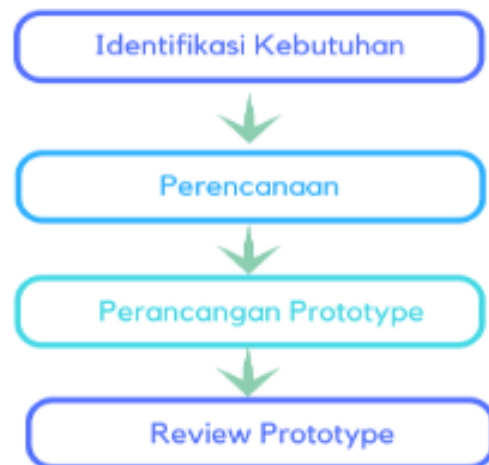 Identifikasi Kebutuhan
Perencanaan
Perancangan Prototype
Review Prototype